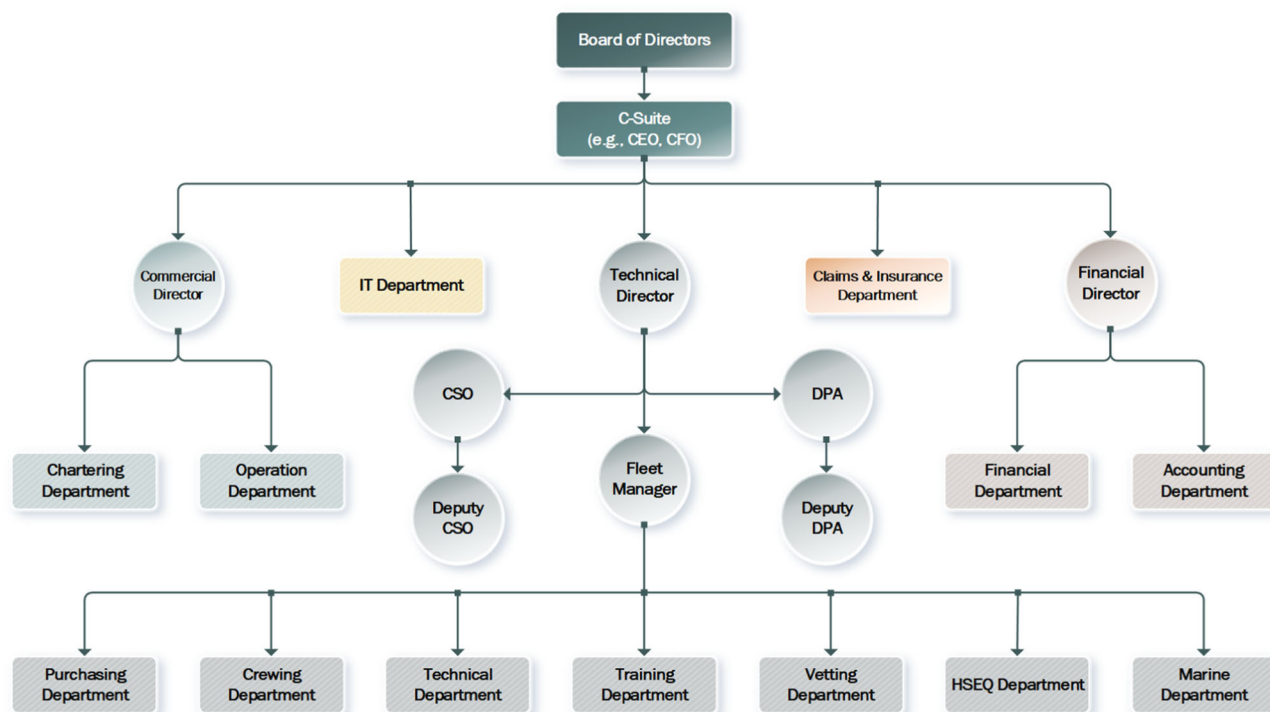 Board of Directors
C-Suite
(e.g., CEO, CFO)
Commercial
Director
IT Department
Technical
Director
Claims & Insurance
Department
Financial
Director
CSO
DPA
Chartering
Department
Operation
Department
Fleet
Manager
Financial
Department
Accounting
Department
Deputy
CSO
Deputy
DPA
Purchasing
Department
Crewing
Department
Technical
Department
Training
Department
Vetting
Department
HSEQ Department
Marine
Department